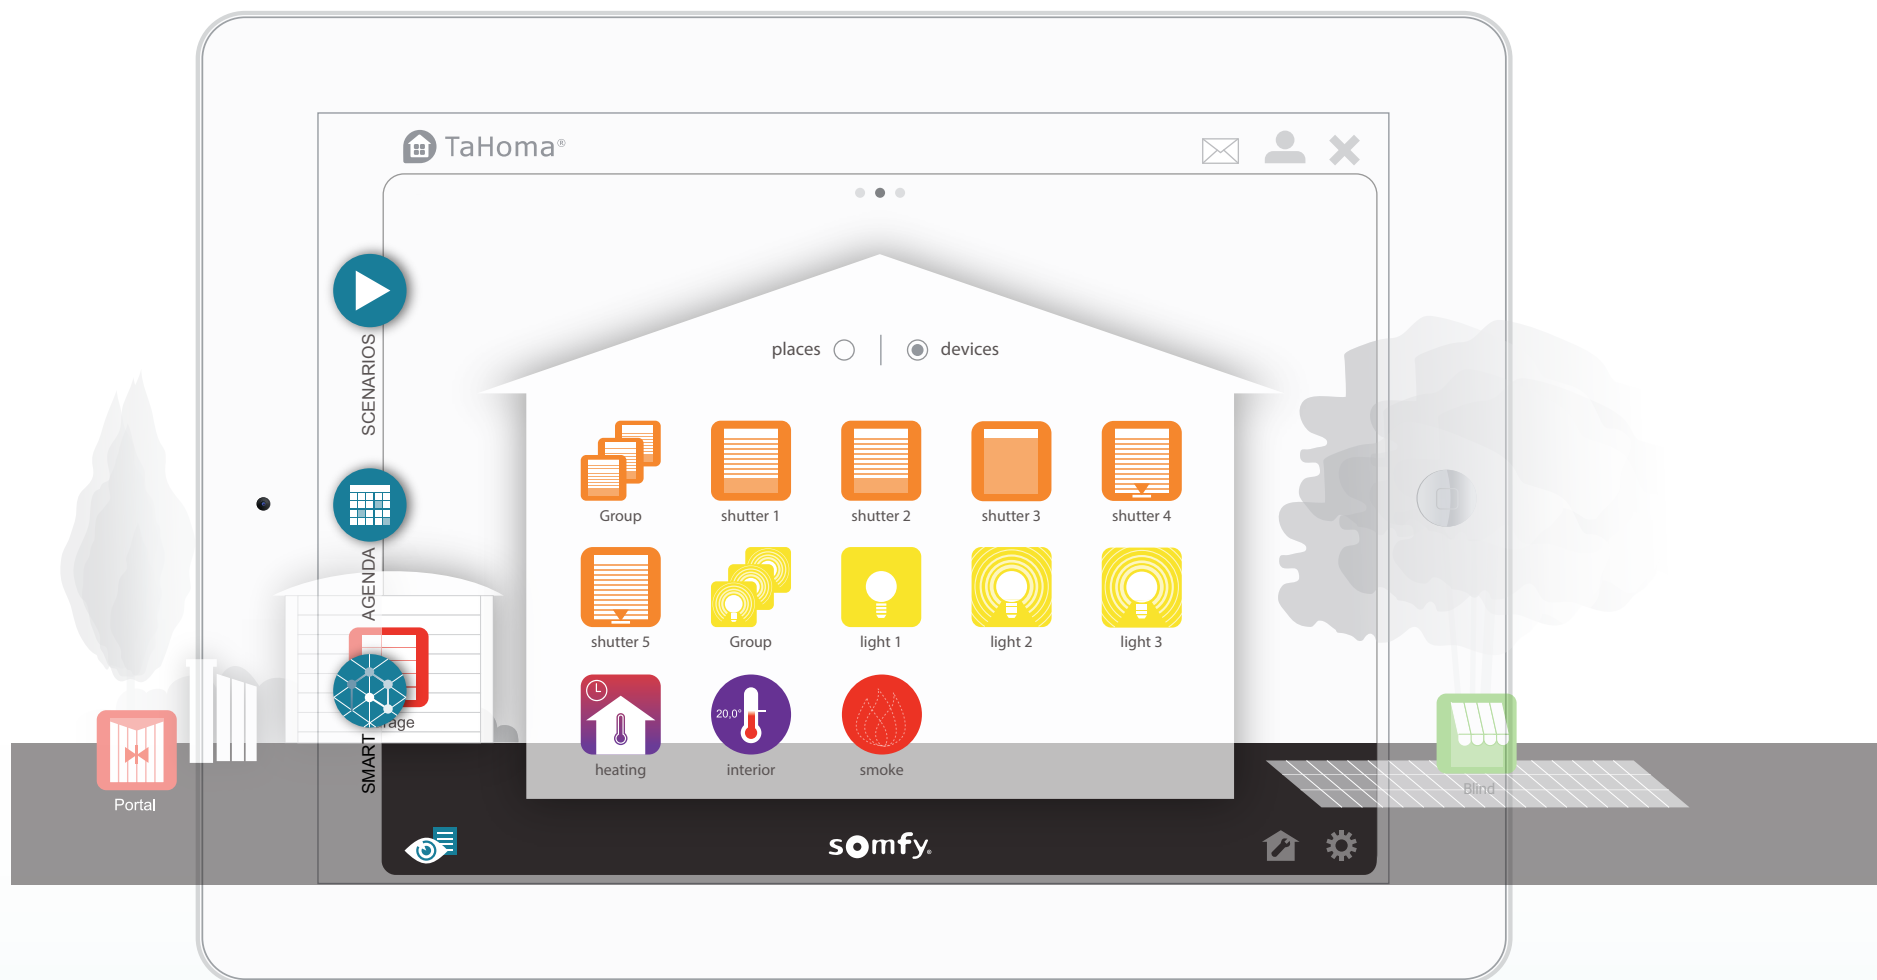 TaHoma®
places
devices
SCENARIOS
Group
shutter 1
shutter 2
shutter 3
shutter 4
AGENDA
shutter 5
Group
light 1
light 2
light 3
20,0°
heating
interior
smoke
SMART
Portal
Blind
somfy®